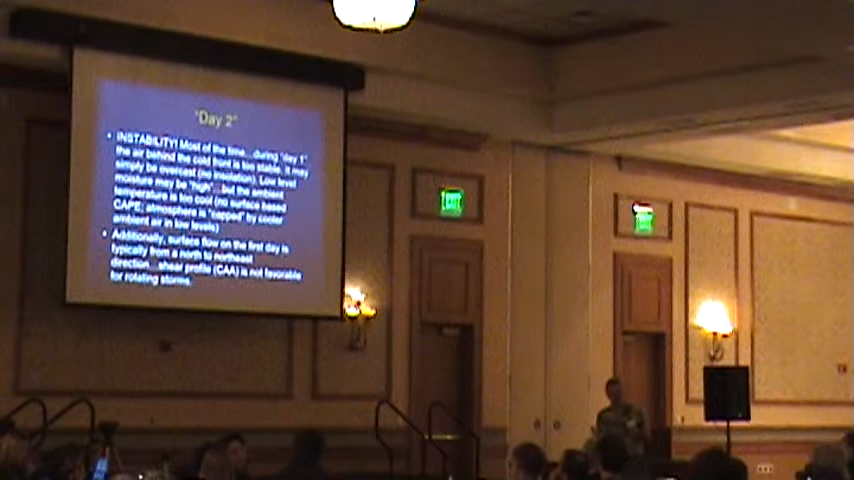 "Day 2"
• INSTABILITY! Most of the time...during "day 1"
the air behind the cold front is too stable. It may
simply be overcast (no insolation). Low level
moisture may be "high"...but the ambient
temperature is too cool (no surface based
CAPE; atmosphere is "capped" by cooler
ambient air in low levels)
• Additionally, surface flow on the first day is
typically from a north to northeast
direction...shear profile (CAA) is not favorable
for rotating storms.
EXIT
EXIT